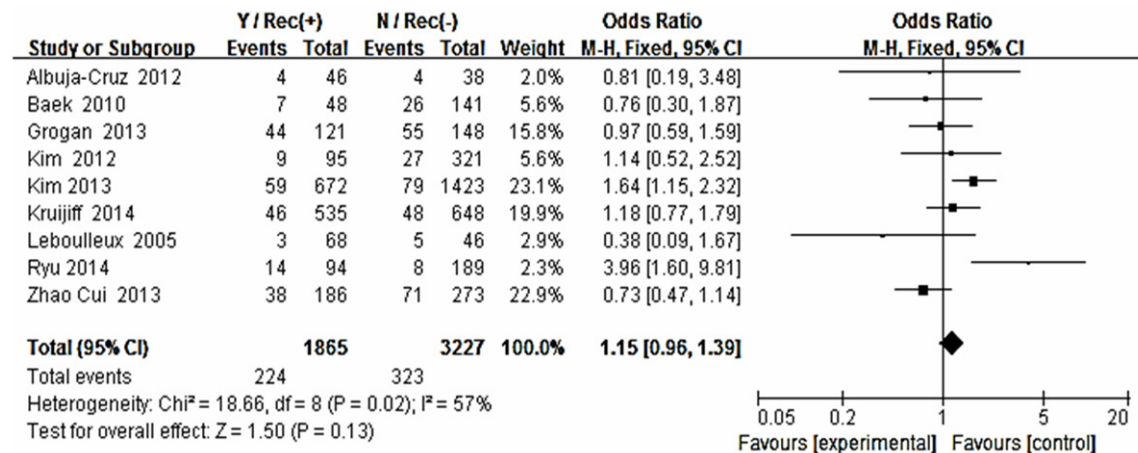 Y / Rec(+) N / Rec(-) Odds Ratio Odds Ratio
Study or Subgroup Events Total Events Total Weight M-H, Fixed, 95% CI M-H, Fixed, 95% CI
Albuja-Cruz 2012 4 46 4 38 2.0% 0.81 [0.19, 3.48]
Baek 2010 7 48 26 141 5.6% 0.76 [0.30, 1.87]
Grogan 2013 44 121 55 148 15.8% 0.97 [0.59, 1.59]
Kim 2012 9 95 27 321 5.6% 1.14 [0.52, 2.52]
Kim 2013 59 672 79 1423 23.1% 1.64 [1.15, 2.32]
Kruijiff 2014 46 535 48 648 19.9% 1.18 [0.77, 1.79]
Leboulleux 2005 3 68 5 46 2.9% 0.38 [0.09, 1.67]
Ryu 2014 14 94 8 189 2.3% 3.96 [1.60, 9.81]
Zhao Cui 2013 38 186 71 273 22.9% 0.73 [0.47, 1.14]
Total (95% CI) 1865 3227 100.0% 1.15 [0.96, 1.39]
Total events 224 323
Heterogeneity: Chi² = 18.66, df = 8 (P = 0.02); I² = 57%
Test for overall effect: Z = 1.50 (P = 0.13)
0.05 0.2 1 5 20
Favours [experimental] Favours [control]